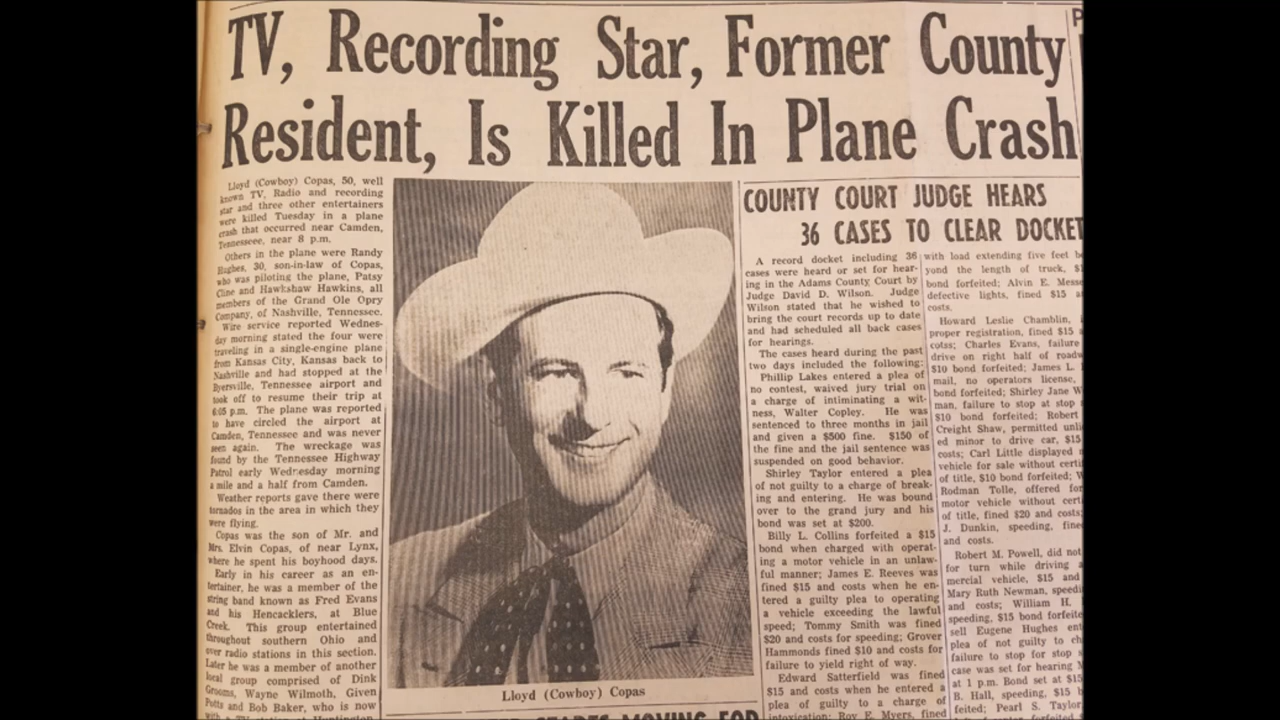 TV, Recording Star, Former County
Resident, Is Killed In Plane Crash
Lloyd (Cowboy) Copas, 50, well
known TV, Radio and recording
star and three other entertainers
were killed Tuesday in a plane
crash that occurred near Camden,
Tennesseee, near 8 p.m.
Others in the plane were Randy
Hughes, 30, son-in-law of Copas,
who was piloting the plane, Patsy
Cline and Hawkshaw Hawkins, all
members of the Grand Ole Opry
Company, of Nashville, Tennessee.
Wire service reported Wednes-
day morning stated the four were
traveling in a single-engine plane
from Kansas City, Kansas back to
Nashville and had stopped at the
Byersville, Tennessee airport and
took off to resume their trip at
6:05 p.m. The plane was reported
to have circled the airport at
Camden, Tennessee and was never
seen again. The wreckage was
found by the Tennessee Highway
Patrol early Wednesday morning
a mile and a half from Camden.
Weather reports gave there were
tornados in the area in which they
were flying.
Copas was the son of Mr. and
Mrs. Elvin Copas, of near Lynx,
where he spent his boyhood days.
Early in his career as an en-
tertainer, he was a member of the
string band known as Fred Evans
and his Hencacklers, at Blue
Creek. This group entertained
throughout southern Ohio and
over radio stations in this section.
Later he was a member of another
local group comprised of Dink
Grooms, Wayne Wilmoth, Given
Potts and Bob Baker, who is now
Lloyd (Cowboy) Copas
COUNTY COURT JUDGE HEARS
36 CASES TO CLEAR DOCKET
A record docket including 36
cases were heard or set for hear-
ing in the Adams County Court by
Judge David D. Wilson. Judge
Wilson stated that he wished to
bring the court records up to date
and had scheduled all back cases
for hearings.
The cases heard during the past
two days included the following:
Phillip Lakes entered a plea of
no contest, waived jury trial on
a charge of intiminating a wit-
ness, Walter Copley. He was
sentenced to three months in jail
and given a $500 fine. $150 of
the fine and the jail sentence was
suspended on good behavior.
Shirley Taylor entered a plea
of not guilty to a charge of break-
ing and entering. He was bound
over to the grand jury and his
bond was set at $200.
Billy L. Collins forfeited a $15
bond when charged with operat-
ing a motor vehicle in an unlaw-
ful manner; James E. Reeves was
fined $15 and costs when he en-
tered a guilty plea to operating
a vehicle exceeding the lawful
speed; Tommy Smith was fined
$20 and costs for speeding; Grover
Hammonds fined $10 and costs for
failure to yield right of way.
Edward Satterfield was fined
$15 and costs when he entered a
plea of guilty to a charge of
intoxication; Roy E. Myers, fined
with load extending five feet
yond the length of truck,
bond forfeited; Alvin E.
defective lights, fined $15
costs.
Howard Leslie Chamblin,
proper registration, fined $15
cotss; Charles Evans, failure
drive on right half of
$10 bond forfeited; James L.
mail, no operators license,
bond forfeited; Shirley Jane
man, failure to stop at stop
$10 bond forfeited; Robert
Creight Shaw, permitted
ed minor to drive car, $15
costs; Carl Little displayed
vehicle for sale without
of title, $10 bond forfeited;
Rodman Tolle, offered for
motor vehicle without
of title, fined $20 and costs;
J. Dunkin, speeding,
and costs.
Robert M. Powell, did not
for turn while driving
mercial vehicle, $15 and
Mary Ruth Newman,
and costs; William H.
speeding, $15 bond
sell Eugene Hughes
plea of not guilty to
failure to stop for stop
case was set for hearing
at 1 p.m. Bond set at $15
B. Hall, speeding, $15
feited; Pearl S. Taylor